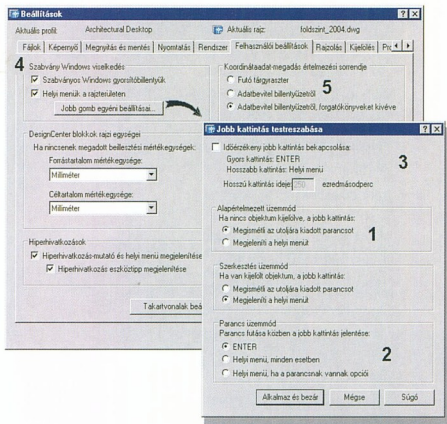 Beállítások
Aktuális profil: Architectural Desktop Aktuális rajz: foldszint_2004.dwg
Fájlok Képernyő Megnyitás és mentés Nyomtatás Rendszer Felhasználói beállítások Rajzolás Kijelölés
4 Szabvány Windows viselkedés
Szabványos Windows gyorsítóbillentyűk
Helyi menük a rajzterületen
Jobb gomb egyéni beállításai...
Koordinátaadat-megadás értelmezési sorrendje
Futó tárgyraszter
5
Adatbevitel billentyűzetről
Adatbevitel billentyűzetről, forgatókönyveket kivéve
DesignCenter blokkok rajzi egységei
Ha nincsenek megadott beillesztési mértékegységek:
Forrástartalom mértékegysége:
Milliméter
Céltartalom mértékegysége:
Milliméter
Hiperhivatkozások
Hiperhivatkozás-mutató és helyi menü megjelenítése
Hiperhivatkozás eszköztipp megjelenítése
Takartvonalak beá
Jobb kattintás testreszabása
Időérzékeny jobb kattintás bekapcsolása:
Gyors kattintás: ENTER
3
Hosszabb kattintás: Helyi menü
Hosszú kattintás ideje: 250 ezredmásodperc
Alapértelmezett üzemmód
Ha nincs objektum kijelölve, a jobb kattintás:
Megismétli az utoljára kiadott parancsot
1
Megjeleníti a helyi menüt
Szerkesztés üzemmód
Ha van kijelölt objektum, a jobb kattintás:
Megismétli az utoljára kiadott parancsot
Megjeleníti a helyi menüt
Parancs üzemmód
Parancs futása közben a jobb kattintás jelentése:
ENTER
2
Helyi menü, minden esetben
Helyi menü, ha a parancsnak vannak opciói
Alkalmaz és bezár Mégse Súgó